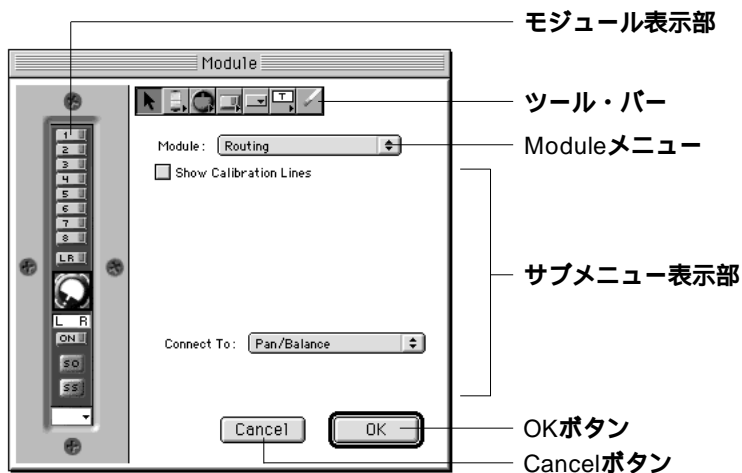 モジュール表示部
Module
ツール・バー
T
1
2
3
4
5
6
7
8
LR
L R
ON
SO
SS
Module: Routing
Moduleメニュー
Show Calibration Lines
サブメニュー表示部
Connect To: Pan/Balance
Cancel
OK
OKボタン
Cancelボタン